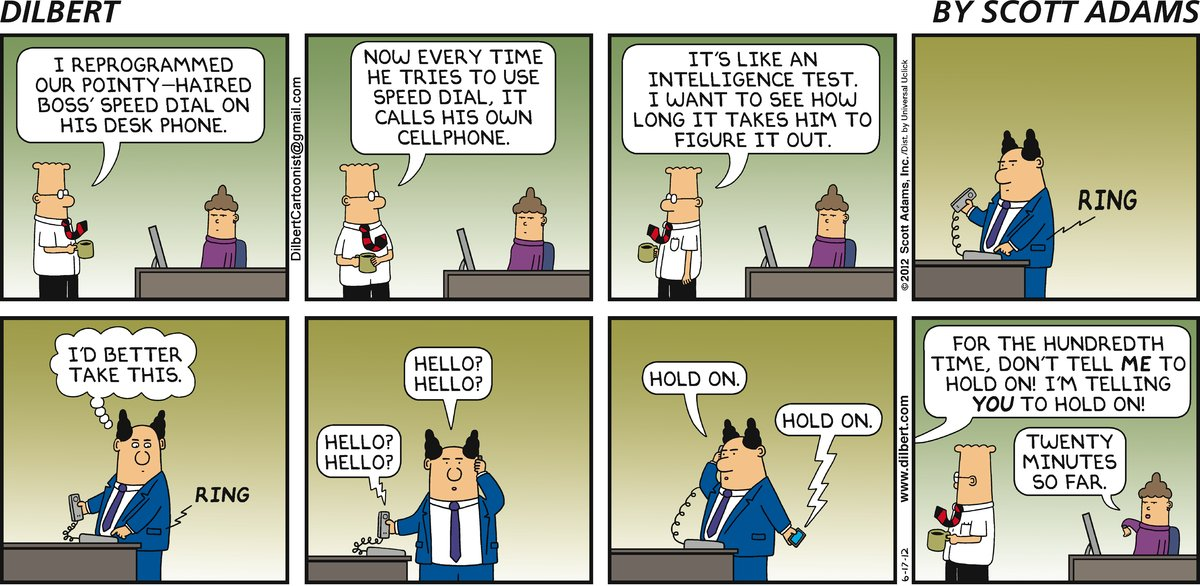 DILBERT
BY SCOTT ADAMS
I REPROGRAMMED
OUR POINTY-HAIRED
BOSS' SPEED DIAL ON
HIS DESK PHONE.
DilbertCartoonist@gmail.com
NOW EVERY TIME
HE TRIES TO USE
SPEED DIAL, IT
CALLS HIS OWN
CELLPHONE.
IT'S LIKE AN
INTELLIGENCE TEST.
I WANT TO SEE HOW
LONG IT TAKES HIM TO
FIGURE IT OUT.
©2012 Scott Adams, Inc. /Dist. by Universal Uclick
RING
I'D BETTER
TAKE THIS.
RING
HELLO?
HELLO?
HELLO?
HELLO?
HOLD ON.
HOLD ON.
6-17-12 www.dilbert.com
FOR THE HUNDREDTH
TIME, DON'T TELL ME TO
HOLD ON! I'M TELLING
YOU TO HOLD ON!
TWENTY
MINUTES
SO FAR.